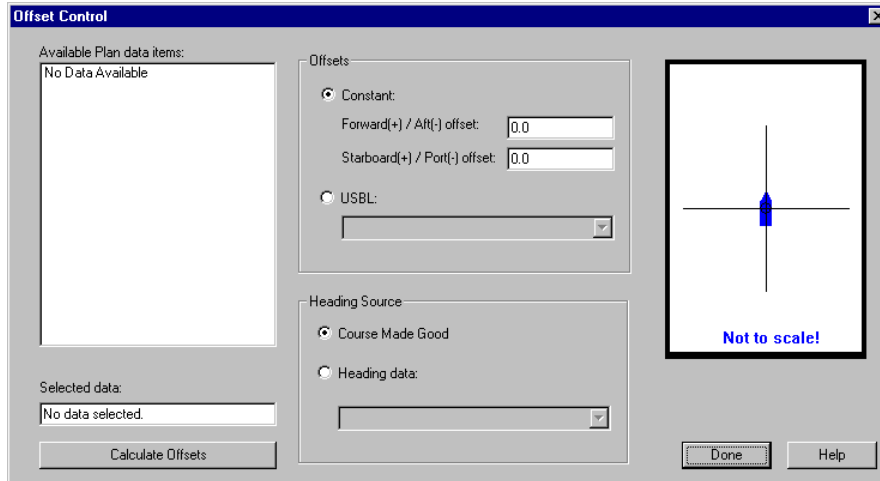 Offset Control
Available Plan data items:
No Data Available
Selected data:
No data selected.
Calculate Offsets
Offsets
Constant:
Forward(+) / Aft(-) offset: 0.0
Starboard(+) / Port(-) offset: 0.0
USBL:
Heading Source
Course Made Good
Heading data:
Not to scale!
Done
Help